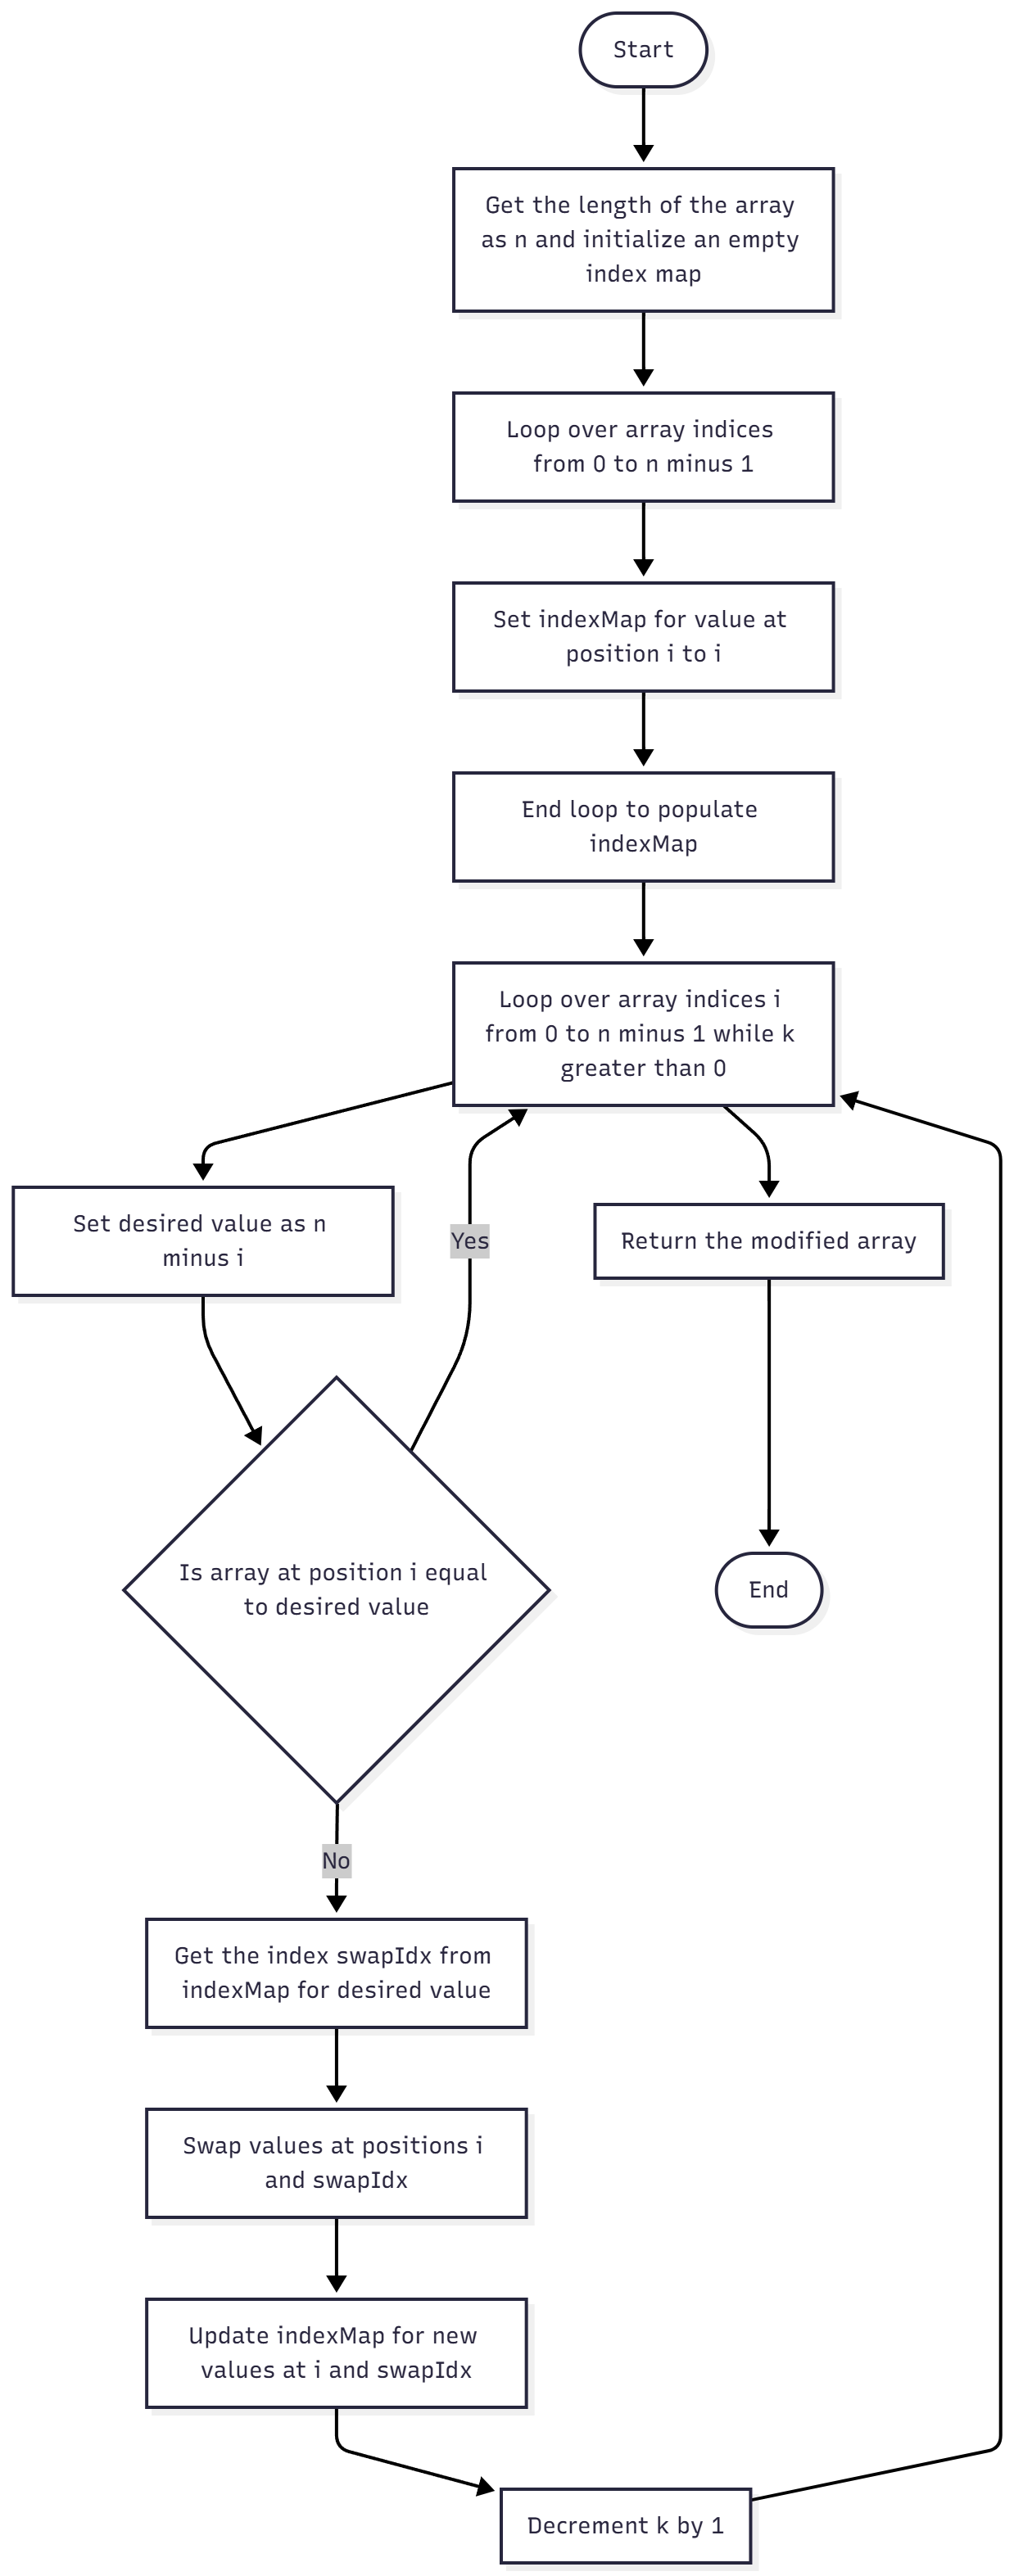 Start
Get the length of the array
as n and initialize an empty
index map
Loop over array indices
from 0 to n minus 1
Set indexMap for value at
position i to i
End loop to populate
indexMap
Loop over array indices i
from 0 to n minus 1 while k
greater than 0
Set desired value as n
minus i
Yes
Return the modified array
Is array at position i equal
to desired value
End
No
Get the index swapIdx from
indexMap for desired value
Swap values at positions i
and swapIdx
Update indexMap for new
values at i and swapIdx
Decrement k by 1